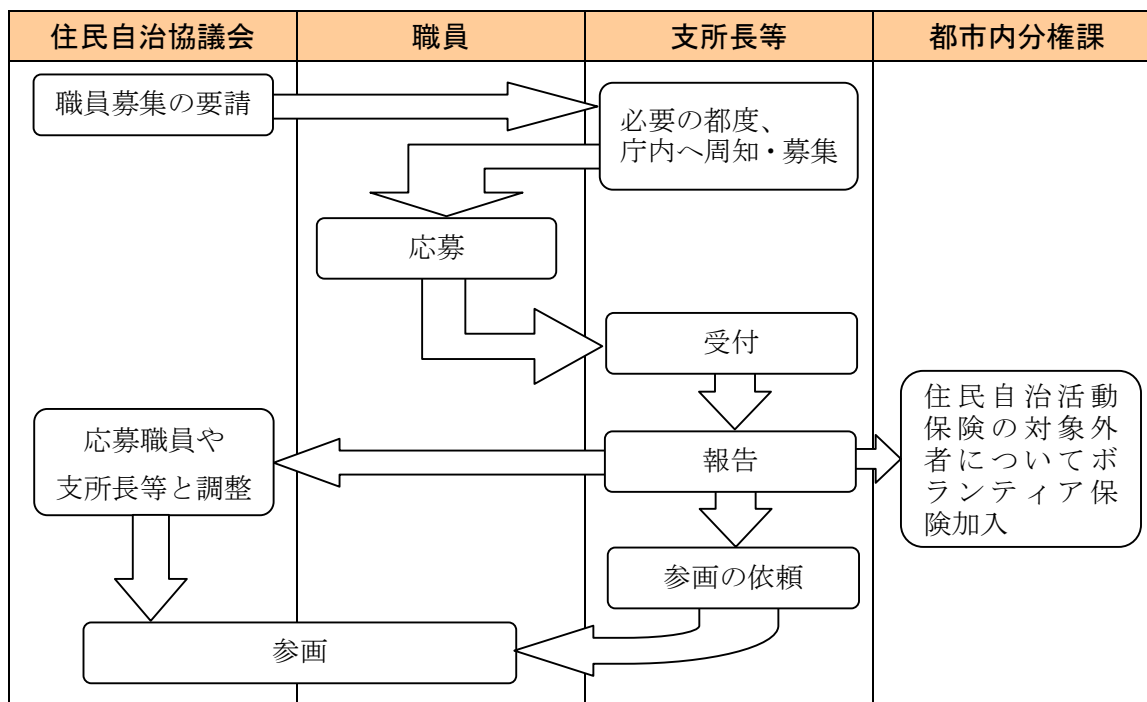 住民自治協議会
職員
支所長等
都市内分権課
職員募集の要請
必要の都度、
庁内へ周知・募集
応募
受付
応募職員や
支所長等と調整
報告
住民自治活動
保険の対象外
者についてボ
ランティア保
険加入
参画の依頼
参画